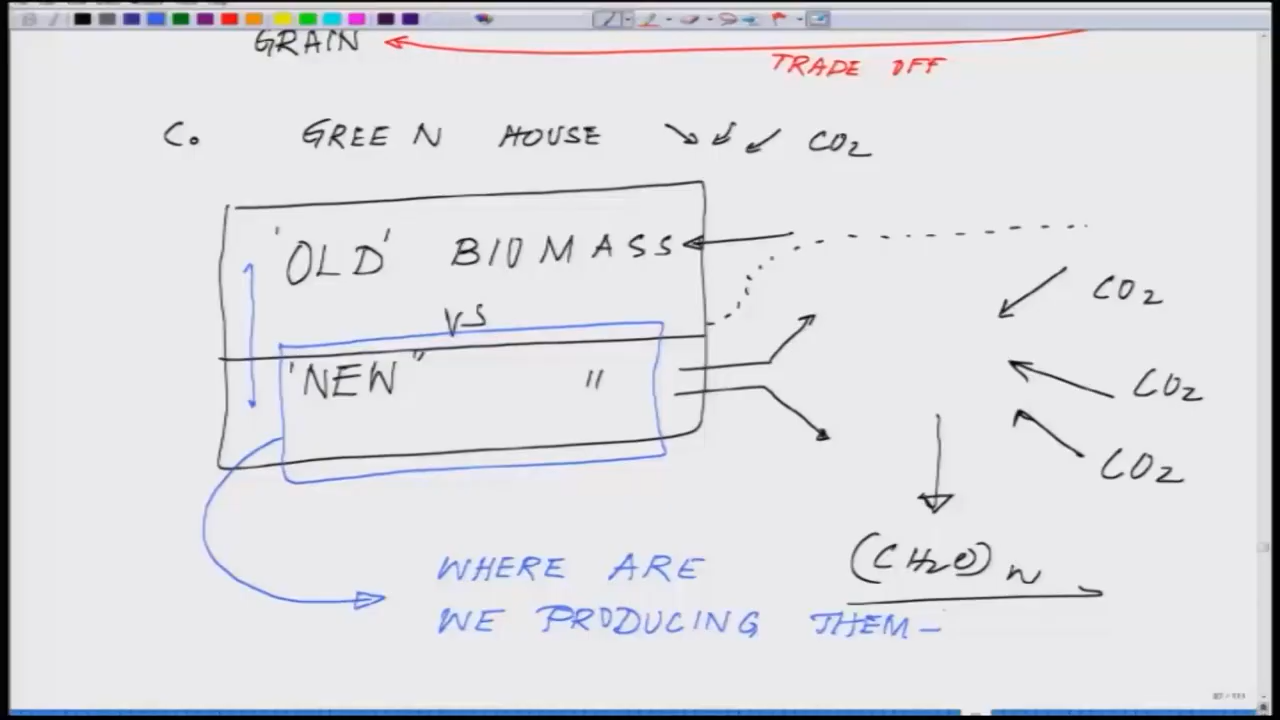 GRAIN
TRADE OFF
C. GREEN HOUSE CO2
'OLD' BIOMASS
VS
'NEW" "
CO2
CO2
CO2
(CH2O)n
WHERE ARE
WE PRODUCING THEM -